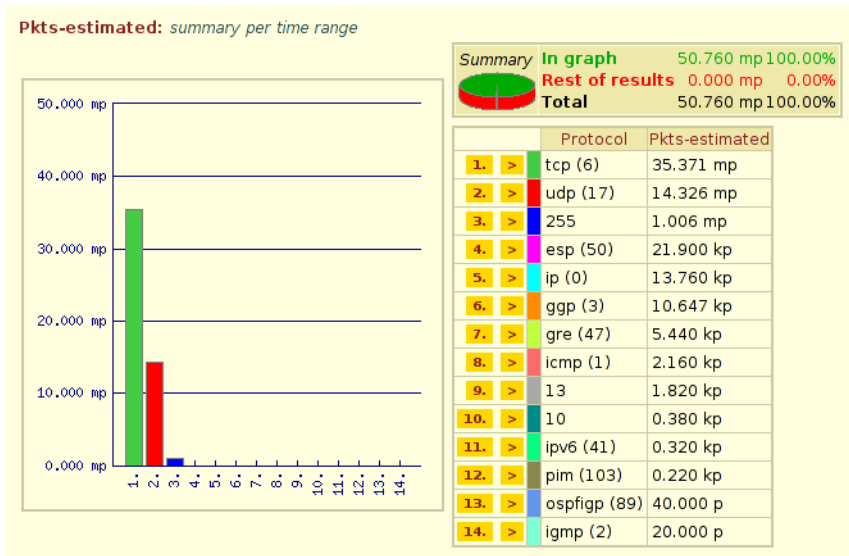 Pkts-estimated: summary per time range
Summary
In graph 50.760 mp 100.00%
Rest of results 0.000 mp 0.00%
Total 50.760 mp 100.00%
50.000 mp
40.000 mp
30.000 mp
20.000 mp
10.000 mp
0.000 mp
1. 2. 3. 4. 5. 6. 7. 8. 9. 10. 11. 12. 13. 14.
Protocol Pkts-estimated
1. > tcp (6) 35.371 mp
2. > udp (17) 14.326 mp
3. > 255 1.006 mp
4. > esp (50) 21.900 kp
5. > ip (0) 13.760 kp
6. > ggp (3) 10.647 kp
7. > gre (47) 5.440 kp
8. > icmp (1) 2.160 kp
9. > 13 1.820 kp
10. > 10 0.380 kp
11. > ipv6 (41) 0.320 kp
12. > pim (103) 0.220 kp
13. > ospfigp (89) 40.000 p
14. > igmp (2) 20.000 p